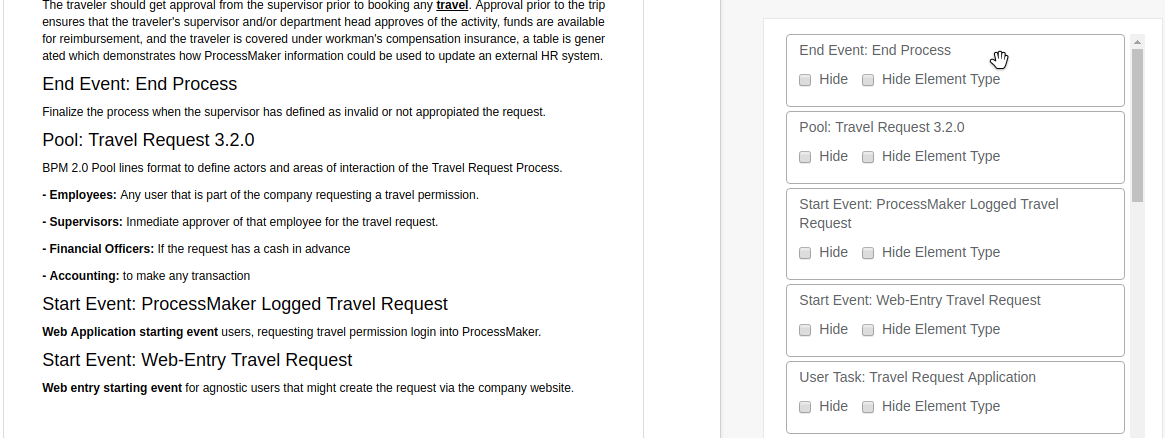 The traveler should get approval from the supervisor prior to booking any travel. Approval prior to the trip
ensures that the traveler's supervisor and/or department head approves of the activity, funds are available
for reimbursement, and the traveler is covered under workman's compensation insurance, a table is gener
ated which demonstrates how ProcessMaker information could be used to update an external HR system.
End Event: End Process
Finalize the process when the supervisor has defined as invalid or not appropiated the request.
Pool: Travel Request 3.2.0
BPM 2.0 Pool lines format to define actors and areas of interaction of the Travel Request Process.
- Employees: Any user that is part of the company requesting a travel permission.
- Supervisors: Inmediate approver of that employee for the travel request.
- Financial Officers: If the request has a cash in advance
- Accounting: to make any transaction
Start Event: ProcessMaker Logged Travel Request
Web Application starting event users, requesting travel permission login into ProcessMaker.
Start Event: Web-Entry Travel Request
Web entry starting event for agnostic users that might create the request via the company website.
End Event: End Process
Hide Hide Element Type
Pool: Travel Request 3.2.0
Hide Hide Element Type
Start Event: ProcessMaker Logged Travel
Request
Hide Hide Element Type
Start Event: Web-Entry Travel Request
Hide Hide Element Type
User Task: Travel Request Application
Hide Hide Element Type